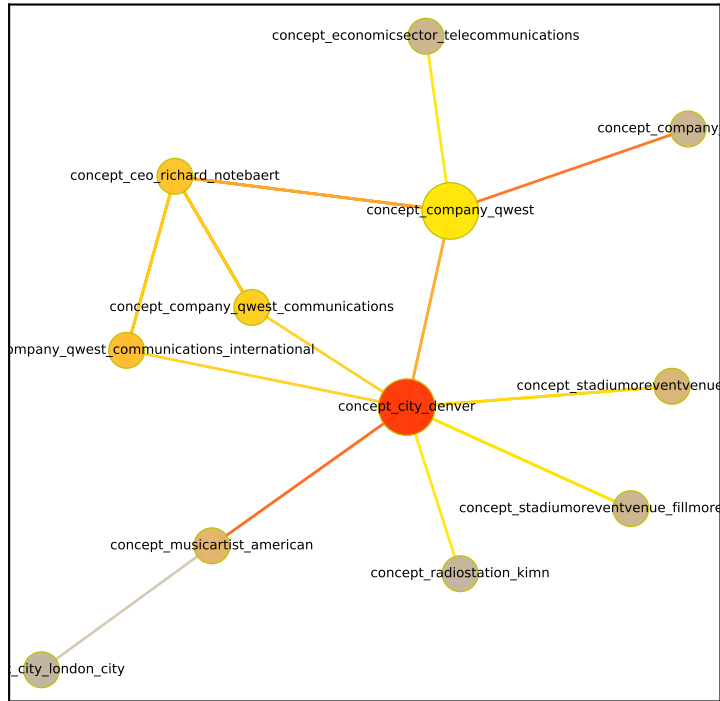 concept_economicsector_telecommunications
concept_company_
concept_ceo_richard_notebaert
concept_company_qwest
concept_company_qwest_communications
ompany_qwest_communications_international
concept_stadiumoreventvenue
concept_city_denver
concept_stadiumoreventvenue_fillmore
concept_musicartist_american
concept_radiostation_kimn
_city_london_city